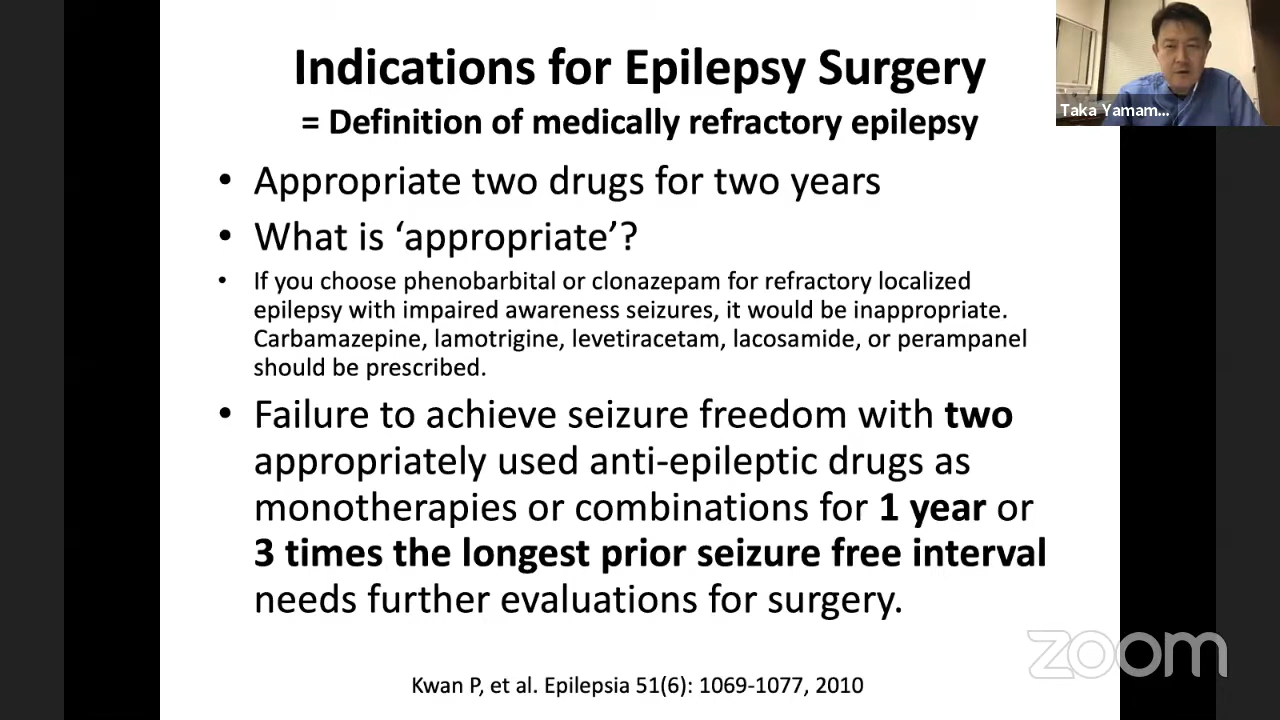 Indications for Epilepsy Surgery
= Definition of medically refractory epilepsy
• Appropriate two drugs for two years
• What is ‘appropriate’?
• If you choose phenobarbital or clonazepam for refractory localized
epilepsy with impaired awareness seizures, it would be inappropriate.
Carbamazepine, lamotrigine, levetiracetam, lacosamide, or perampanel
should be prescribed.
• Failure to achieve seizure freedom with two
appropriately used anti-epileptic drugs as
monotherapies or combinations for 1 year or
3 times the longest prior seizure free interval
needs further evaluations for surgery.
Kwan P, et al. Epilepsia 51(6): 1069-1077, 2010
Taka Yamam...
zoom